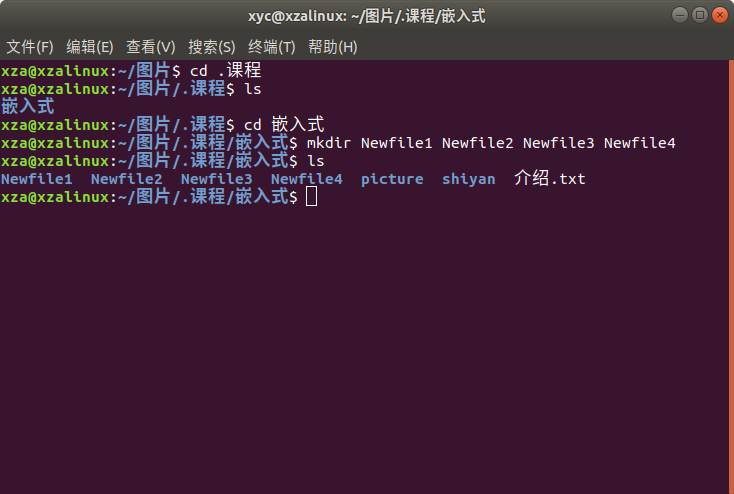 xyc@xzalinux: ~/图片/.课程/嵌入式
文件(F) 编辑(E) 查看(V) 搜索(S) 终端(T) 帮助(H)
xza@xzalinux:~/图片$ cd .课程
xza@xzalinux:~/图片/.课程$ ls
嵌入式
xza@xzalinux:~/图片/.课程$ cd 嵌入式
xza@xzalinux:~/图片/.课程/嵌入式$ mkdir Newfile1 Newfile2 Newfile3 Newfile4
xza@xzalinux:~/图片/.课程/嵌入式$ ls
Newfile1  Newfile2  Newfile3  Newfile4  picture  shiyan  介绍.txt
xza@xzalinux:~/图片/.课程/嵌入式$